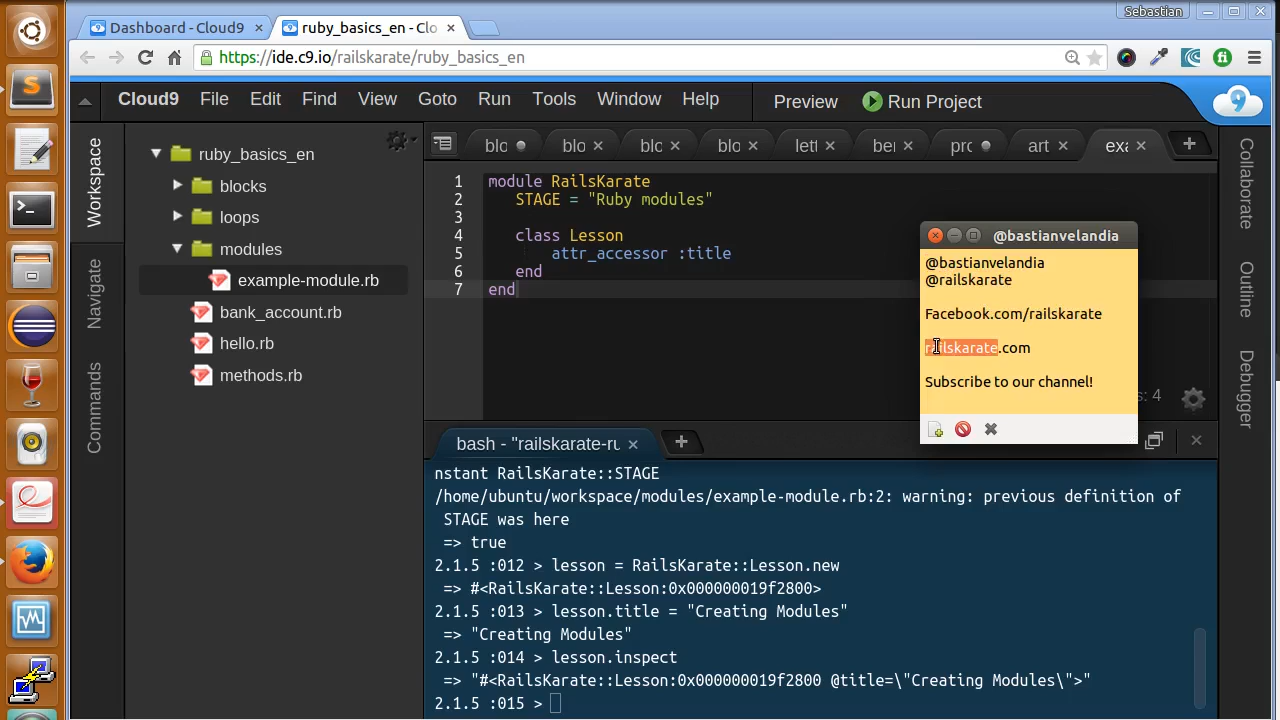 Sebastian
Dashboard - Cloud9
ruby_basics_en - Clo
https://ide.c9.io/railskarate/ruby_basics_en
Cloud9 File Edit Find View Goto Run Tools Window Help Preview Run Project
Workspace
Navigate
Commands
ruby_basics_en
blocks
loops
modules
example-module.rb
bank_account.rb
hello.rb
methods.rb
blo blo blo blo lett bei pro art exa
1 module RailsKarate
2 STAGE = "Ruby modules"
3
4 class Lesson
5 attr_accessor :title
6 end
7 end
: 4
@bastianvelandia
@bastianvelandia
@railskarate
Facebook.com/railskarate
railskarate.com
Subscribe to our channel!
Collaborate
Outline
Debugger
bash - "railskarate-ru
nstant RailsKarate::STAGE
/home/ubuntu/workspace/modules/example-module.rb:2: warning: previous definition of
STAGE was here
=> true
2.1.5 :012 > lesson = RailsKarate::Lesson.new
=> #<RailsKarate::Lesson:0x000000019f2800>
2.1.5 :013 > lesson.title = "Creating Modules"
=> "Creating Modules"
2.1.5 :014 > lesson.inspect
=> "#<RailsKarate::Lesson:0x000000019f2800 @title=\"Creating Modules\">"
2.1.5 :015 >